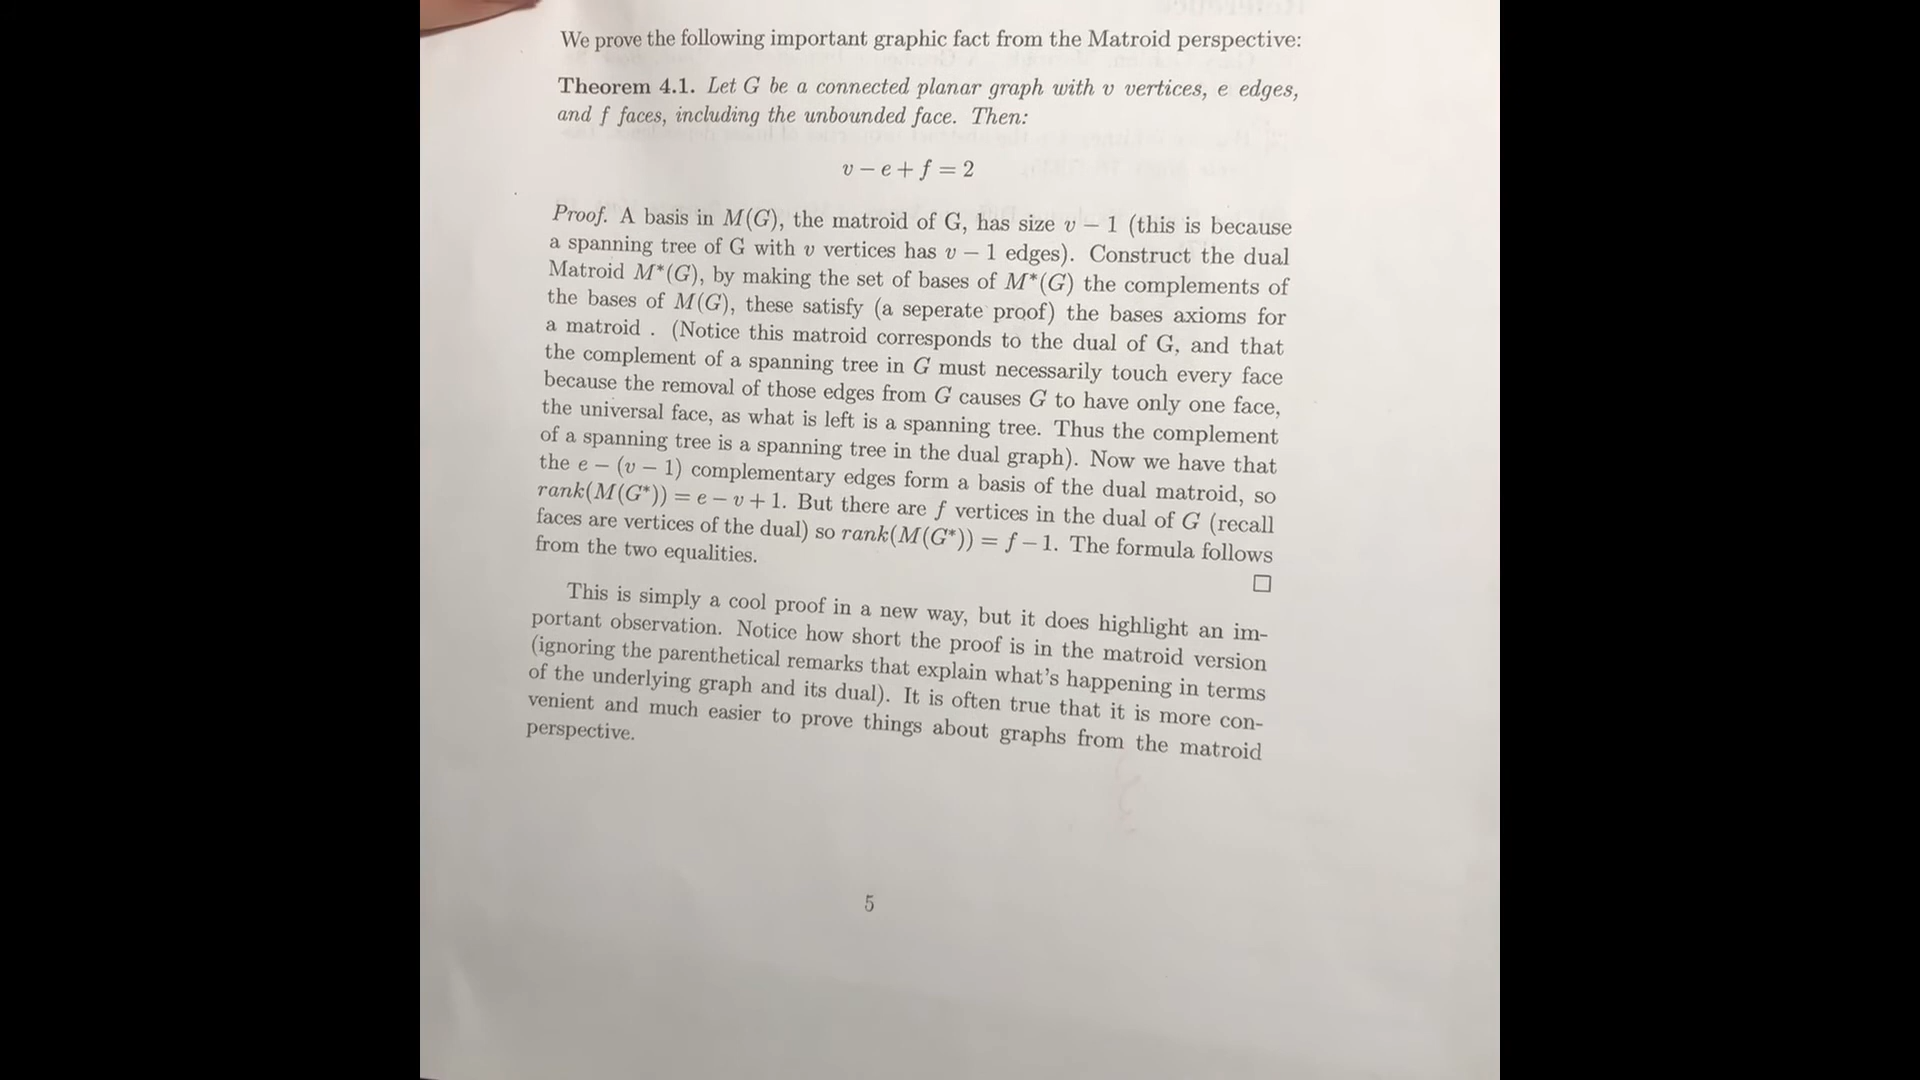 We prove the following important graphic fact from the Matroid perspective:
Theorem 4.1. Let G be a connected planar graph with v vertices, e edges,
and f faces, including the unbounded face. Then:
v − e + f = 2
Proof. A basis in M(G), the matroid of G, has size v − 1 (this is because
a spanning tree of G with v vertices has v − 1 edges). Construct the dual
Matroid M*(G), by making the set of bases of M*(G) the complements of
the bases of M(G), these satisfy (a seperate proof) the bases axioms for
a matroid . (Notice this matroid corresponds to the dual of G, and that
the complement of a spanning tree in G must necessarily touch every face
because the removal of those edges from G causes G to have only one face,
the universal face, as what is left is a spanning tree. Thus the complement
of a spanning tree is a spanning tree in the dual graph). Now we have that
the e − (v − 1) complementary edges form a basis of the dual matroid, so
rank(M(G*)) = e − v + 1. But there are f vertices in the dual of G (recall
faces are vertices of the dual) so rank(M(G*)) = f − 1. The formula follows
from the two equalities.
□
This is simply a cool proof in a new way, but it does highlight an im-
portant observation. Notice how short the proof is in the matroid version
(ignoring the parenthetical remarks that explain what's happening in terms
of the underlying graph and its dual). It is often true that it is more con-
venient and much easier to prove things about graphs from the matroid
perspective.
5